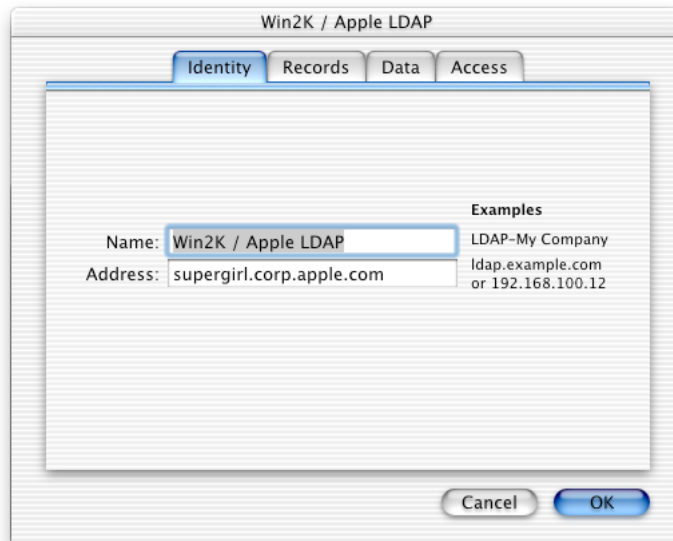 Win2K / Apple LDAP
Identity Records Data Access
Examples
Name: Win2K / Apple LDAP LDAP-My Company
Address: supergirl.corp.apple.com ldap.example.com
or 192.168.100.12
Cancel OK